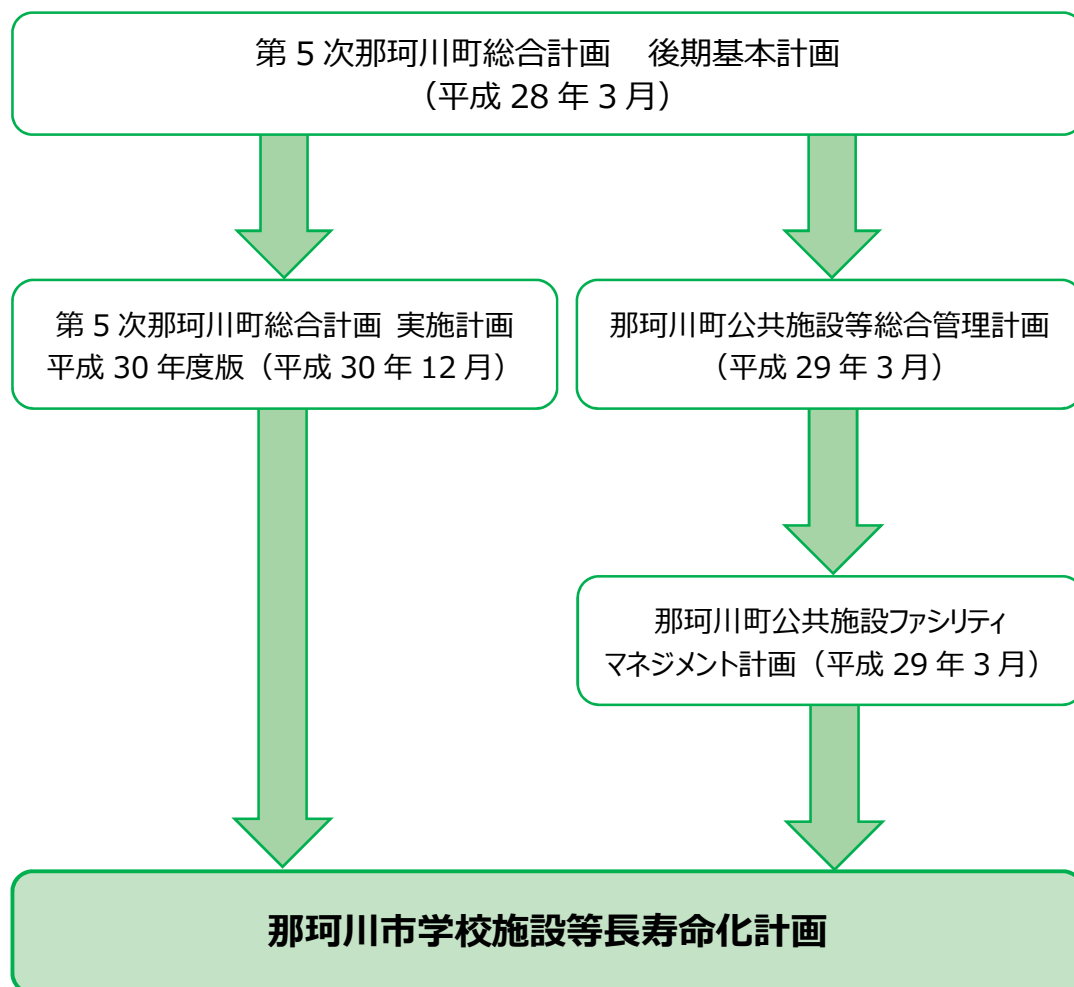 第 5 次那珂川町総合計画　後期基本計画
（平成 28 年 3 月）
第 5 次那珂川町総合計画 実施計画
平成 30 年度版（平成 30 年 12 月）
那珂川町公共施設等総合管理計画
（平成 29 年 3 月）
那珂川町公共施設ファシリティ
マネジメント計画（平成 29 年 3 月）
那珂川市学校施設等長寿命化計画